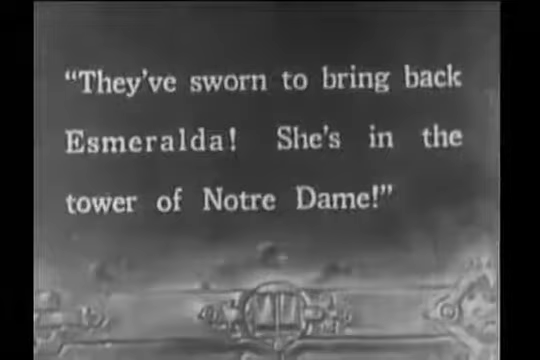 “They’ve sworn to bring back
Esmeralda! She’s in the
tower of Notre Dame!”